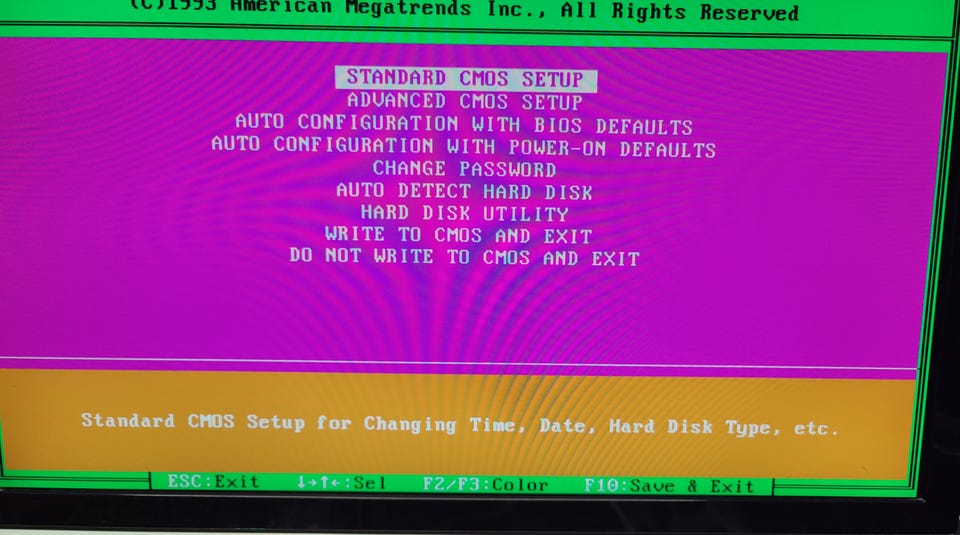 (C)1993 American Megatrends Inc., All Rights Reserved
STANDARD CMOS SETUP
ADVANCED CMOS SETUP
AUTO CONFIGURATION WITH BIOS DEFAULTS
AUTO CONFIGURATION WITH POWER-ON DEFAULTS
CHANGE PASSWORD
AUTO DETECT HARD DISK
HARD DISK UTILITY
WRITE TO CMOS AND EXIT
DO NOT WRITE TO CMOS AND EXIT
Standard CMOS Setup for Changing Time, Date, Hard Disk Type, etc.
ESC:Exit ↓→↑←:Sel F2/F3:Color F10:Save & Exit